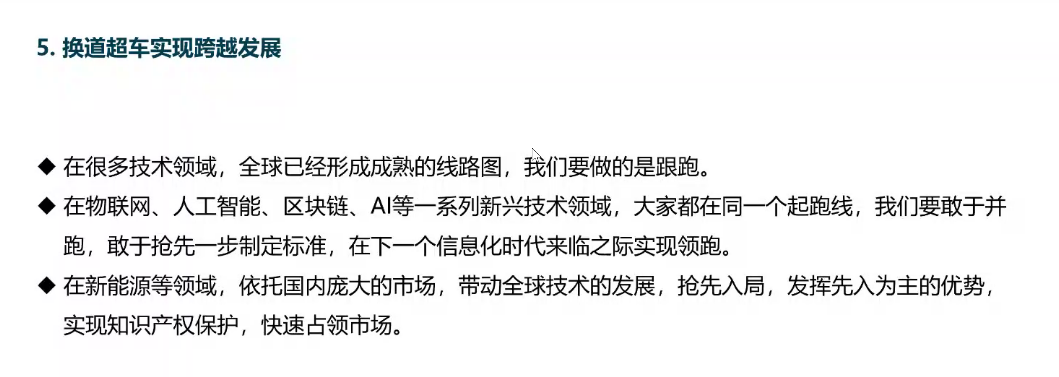 5. 换道超车实现跨越发展
◆ 在很多技术领域，全球已经形成成熟的线路图，我们要做的是跟跑。
◆ 在物联网、人工智能、区块链、AI等一系列新兴技术领域，大家都在同一个起跑线，我们要敢于并
跑，敢于抢先一步制定标准，在下一个信息化时代来临之际实现领跑。
◆ 在新能源等领域，依托国内庞大的市场，带动全球技术的发展，抢先入局，发挥先入为主的优势，
实现知识产权保护，快速占领市场。